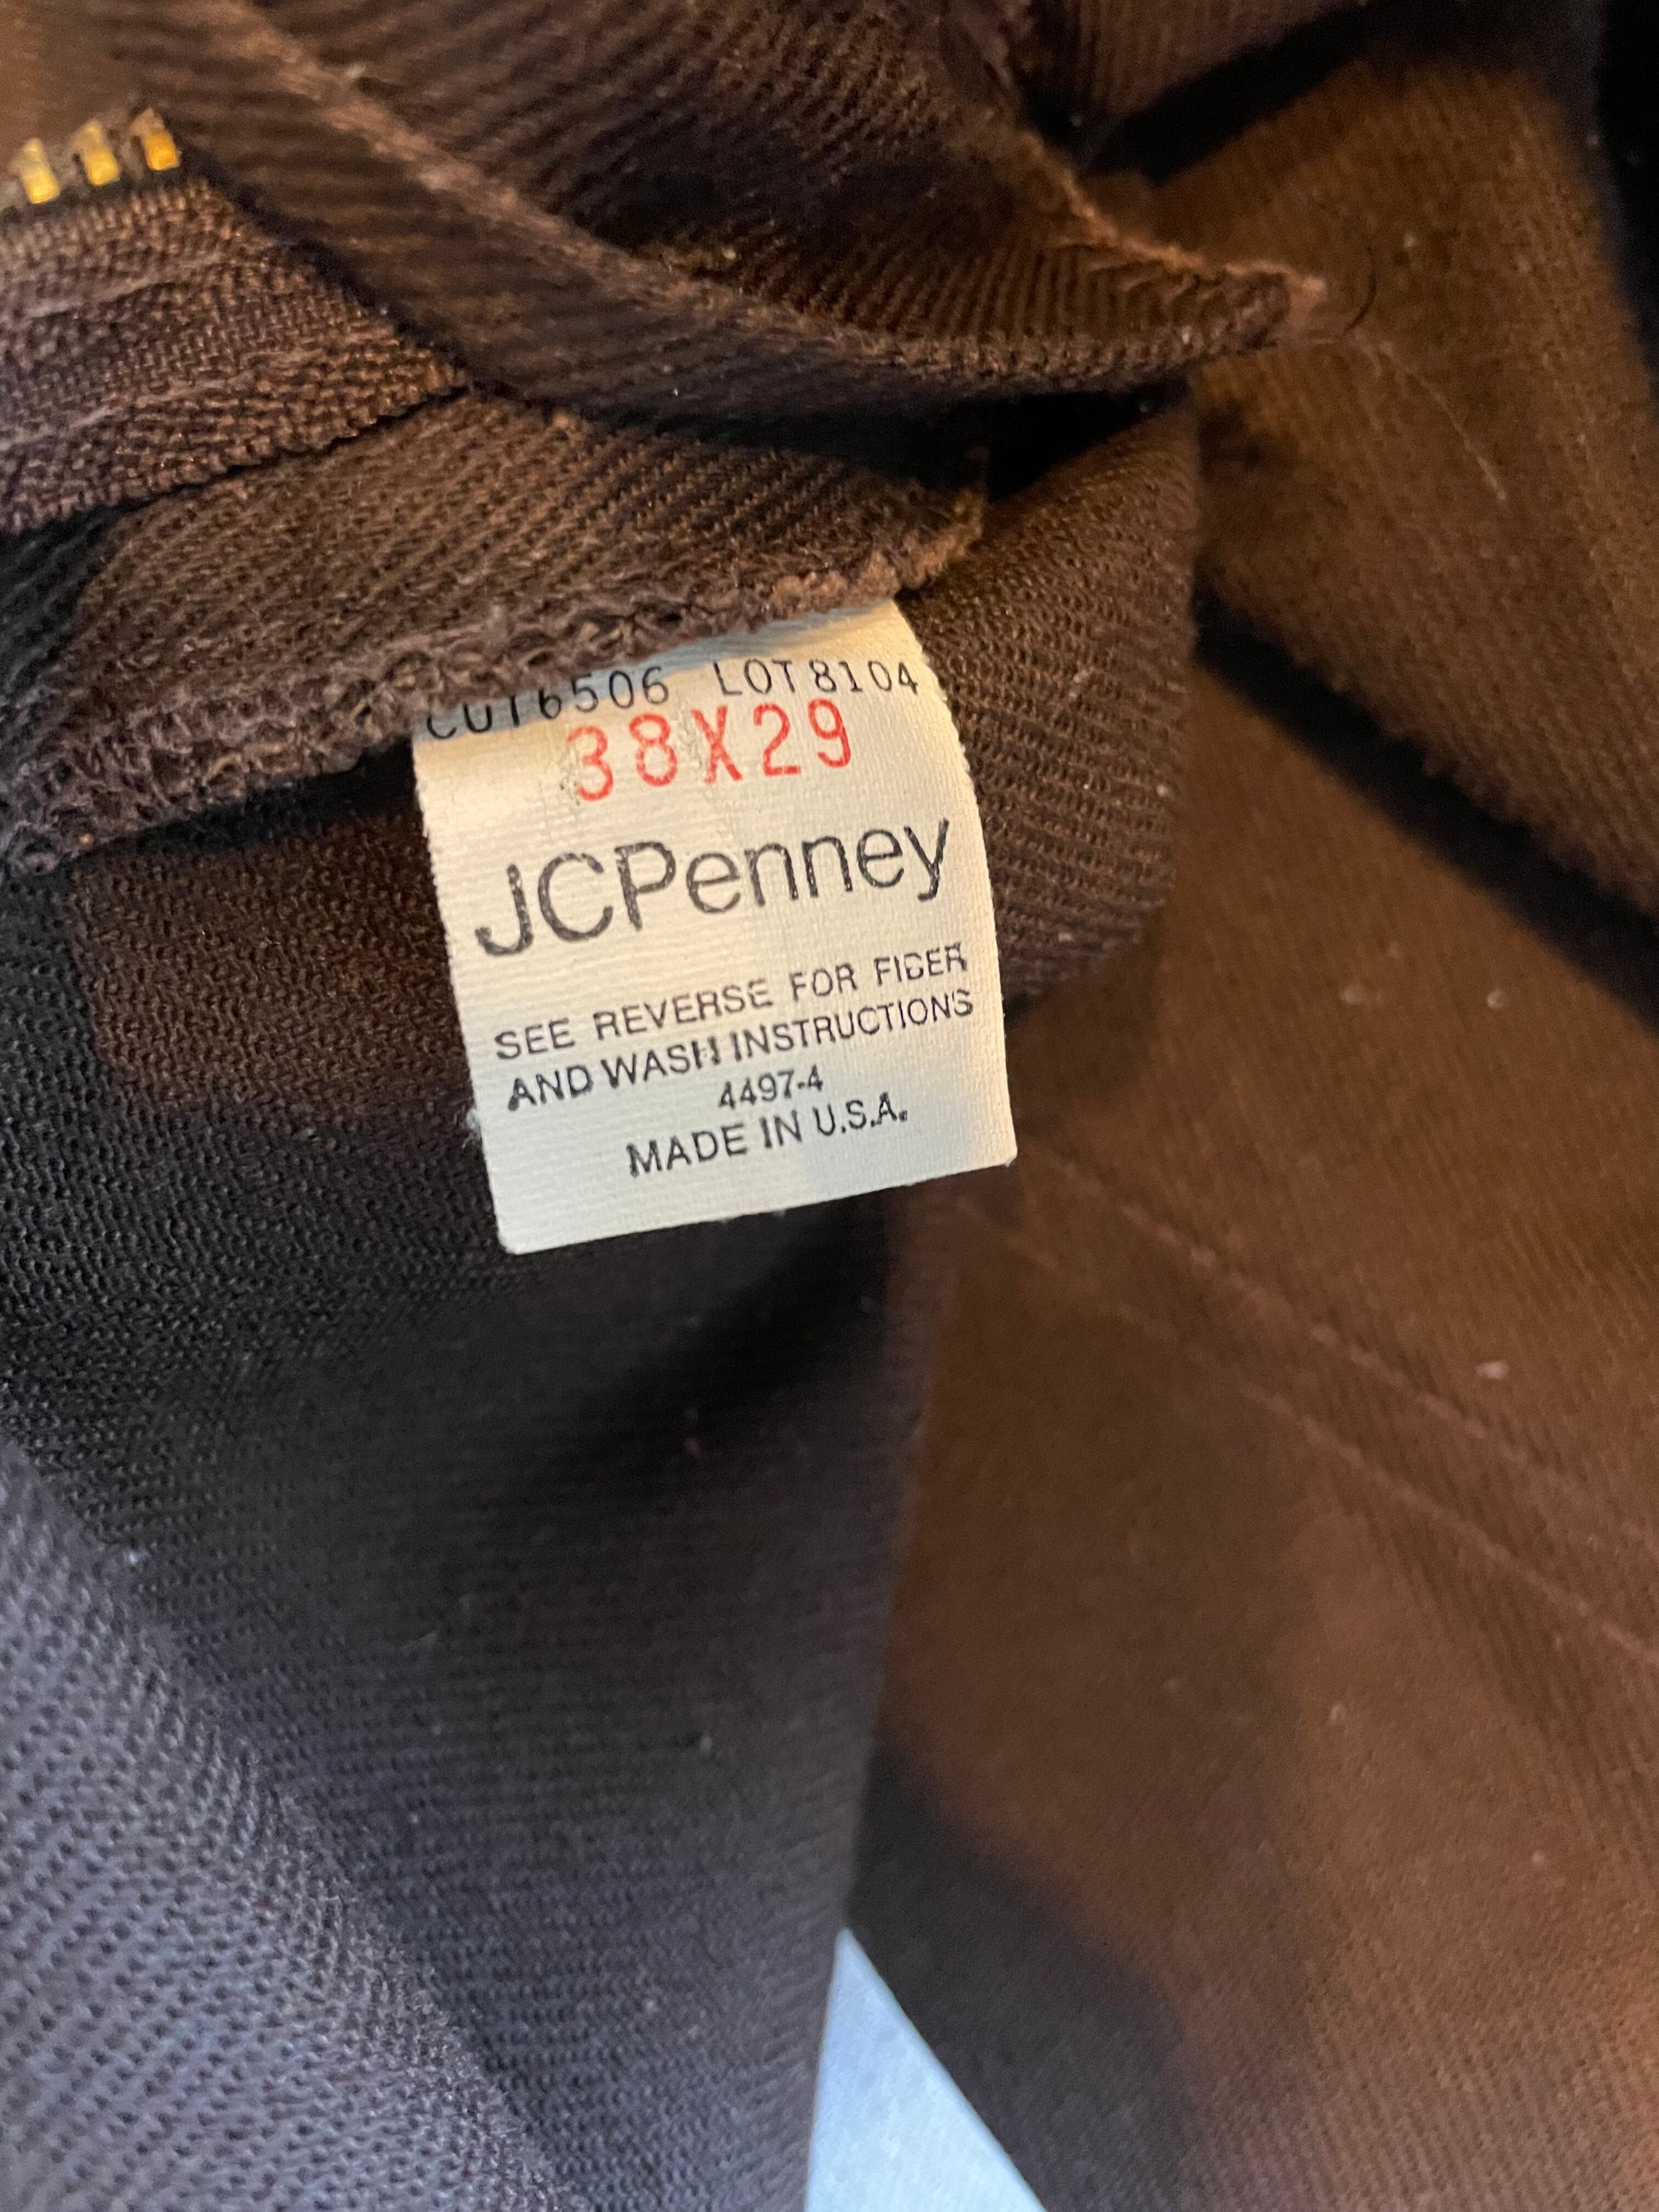 CUT6506 LOT8104
38X29
JCPenney
SEE REVERSE FOR FIBER
AND WASH INSTRUCTIONS
4497-4
MADE IN U.S.A.